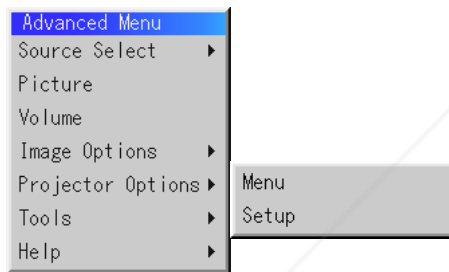 Advanced Menu
Source Select
Picture
Volume
Image Options
Projector Options
Tools
Help
Menu
Setup